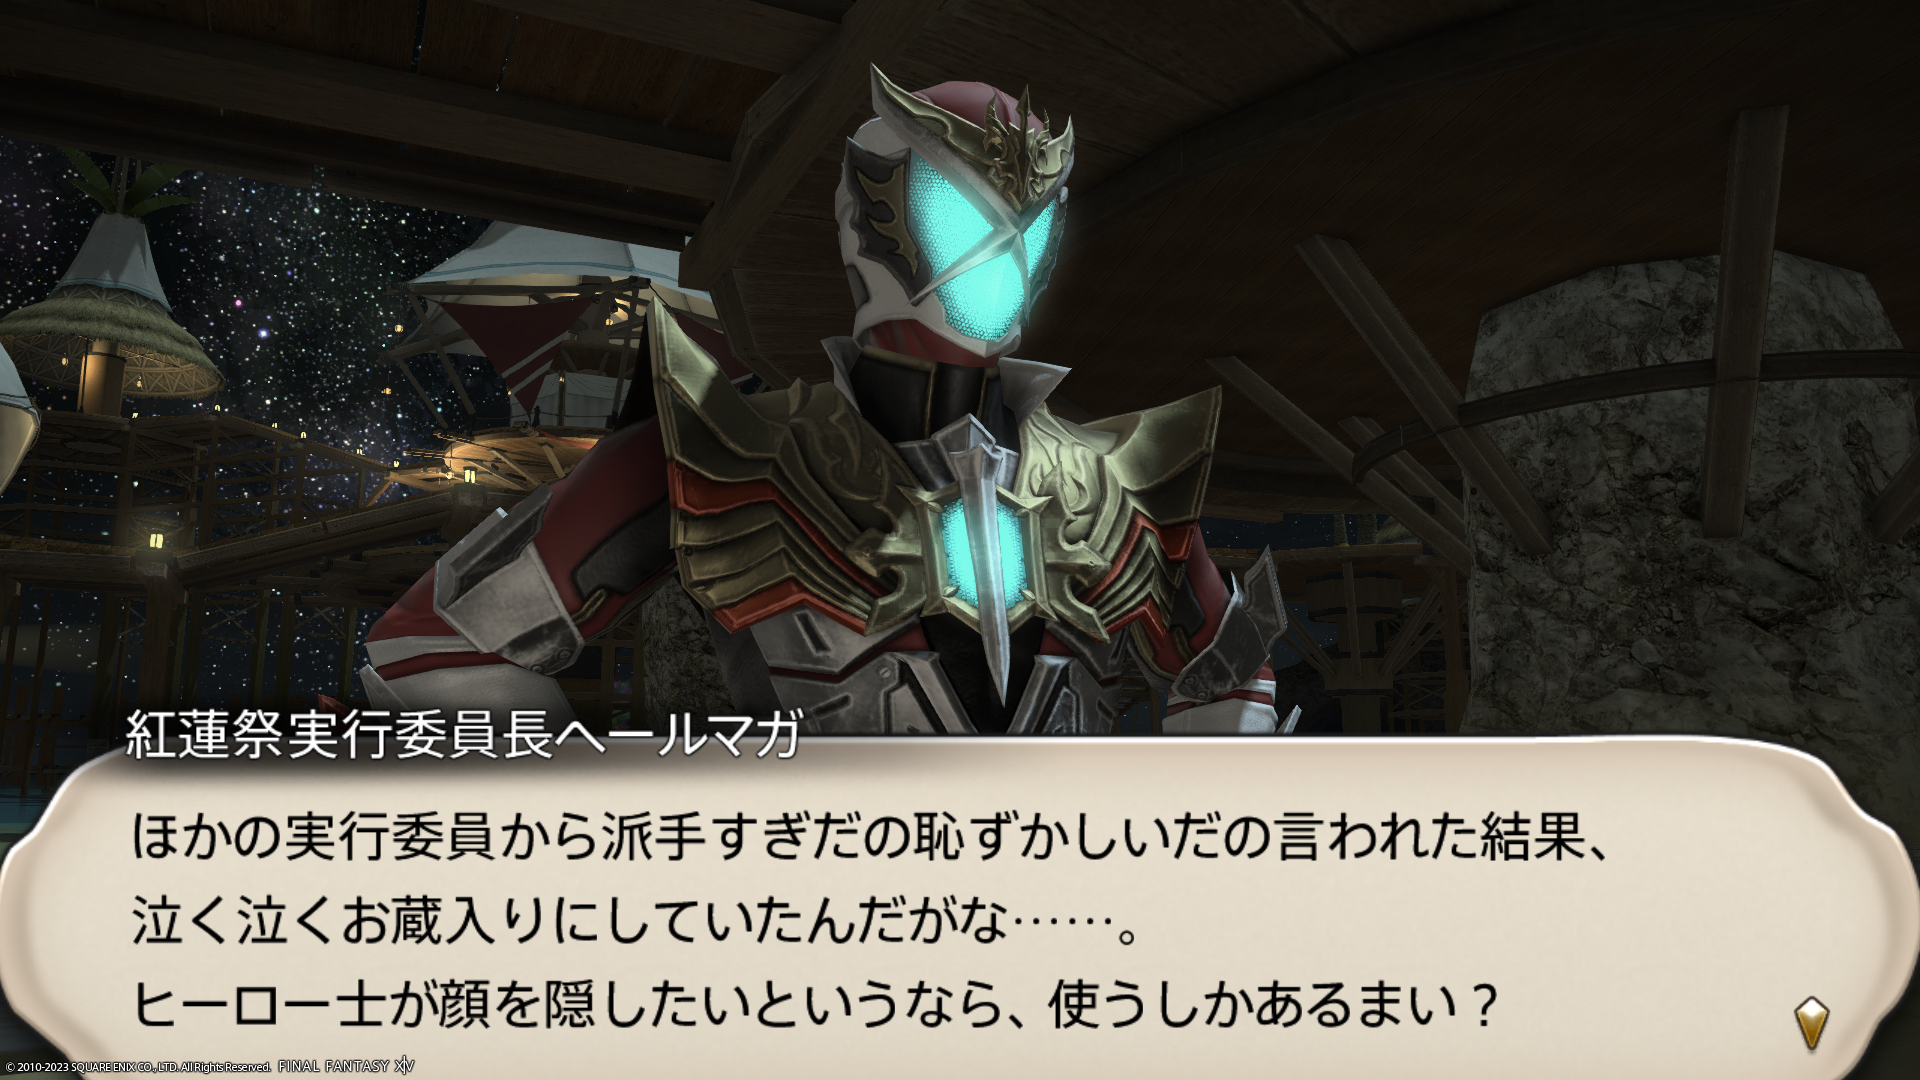 紅蓮祭実行委員長ヘールマガ
ほかの実行委員から派手すぎだの恥ずかしいだの言われた結果、
泣く泣くお蔵入りにしていたんだがな……。
ヒーロー士が顔を隠したいというなら、使うしかあるまい？
© 2010-2023 SQUARE ENIX CO., LTD. All Rights Reserved. FINAL FANTASY XIV